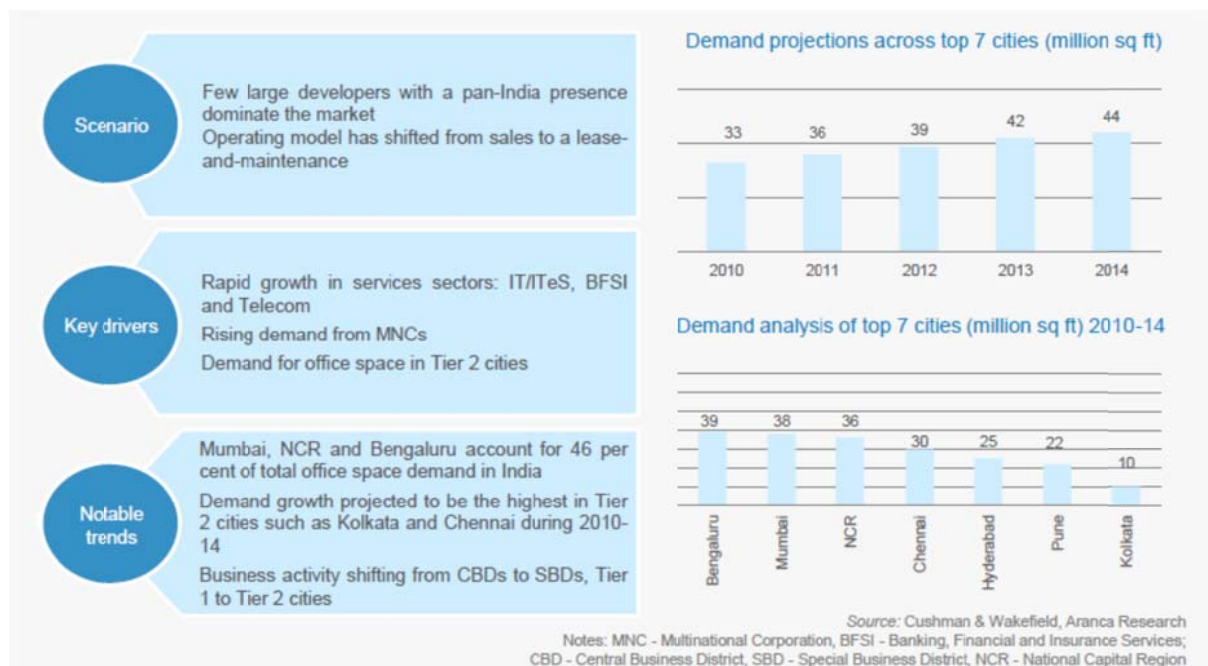 Scenario
Few large developers with a pan-India presence
dominate the market
Operating model has shifted from sales to a lease-
and-maintenance
Key drivers
Rapid growth in services sectors: IT/ITeS, BFSI
and Telecom
Rising demand from MNCs
Demand for office space in Tier 2 cities
Notable
trends
Mumbai, NCR and Bengaluru account for 46 per
cent of total office space demand in India
Demand growth projected to be the highest in Tier
2 cities such as Kolkata and Chennai during 2010-
14
Business activity shifting from CBDs to SBDs, Tier
1 to Tier 2 cities
Demand projections across top 7 cities (million sq ft)
33 36 39 42 44
2010 2011 2012 2013 2014
Demand analysis of top 7 cities (million sq ft) 2010-14
39 38 36 30 25 22 10
Bengaluru
Mumbai
NCR
Chennai
Hyderabad
Pune
Kolkata
Source: Cushman & Wakefield, Aranca Research
Notes: MNC - Multinational Corporation, BFSI - Banking, Financial and Insurance Services;
CBD - Central Business District, SBD - Special Business District, NCR - National Capital Region